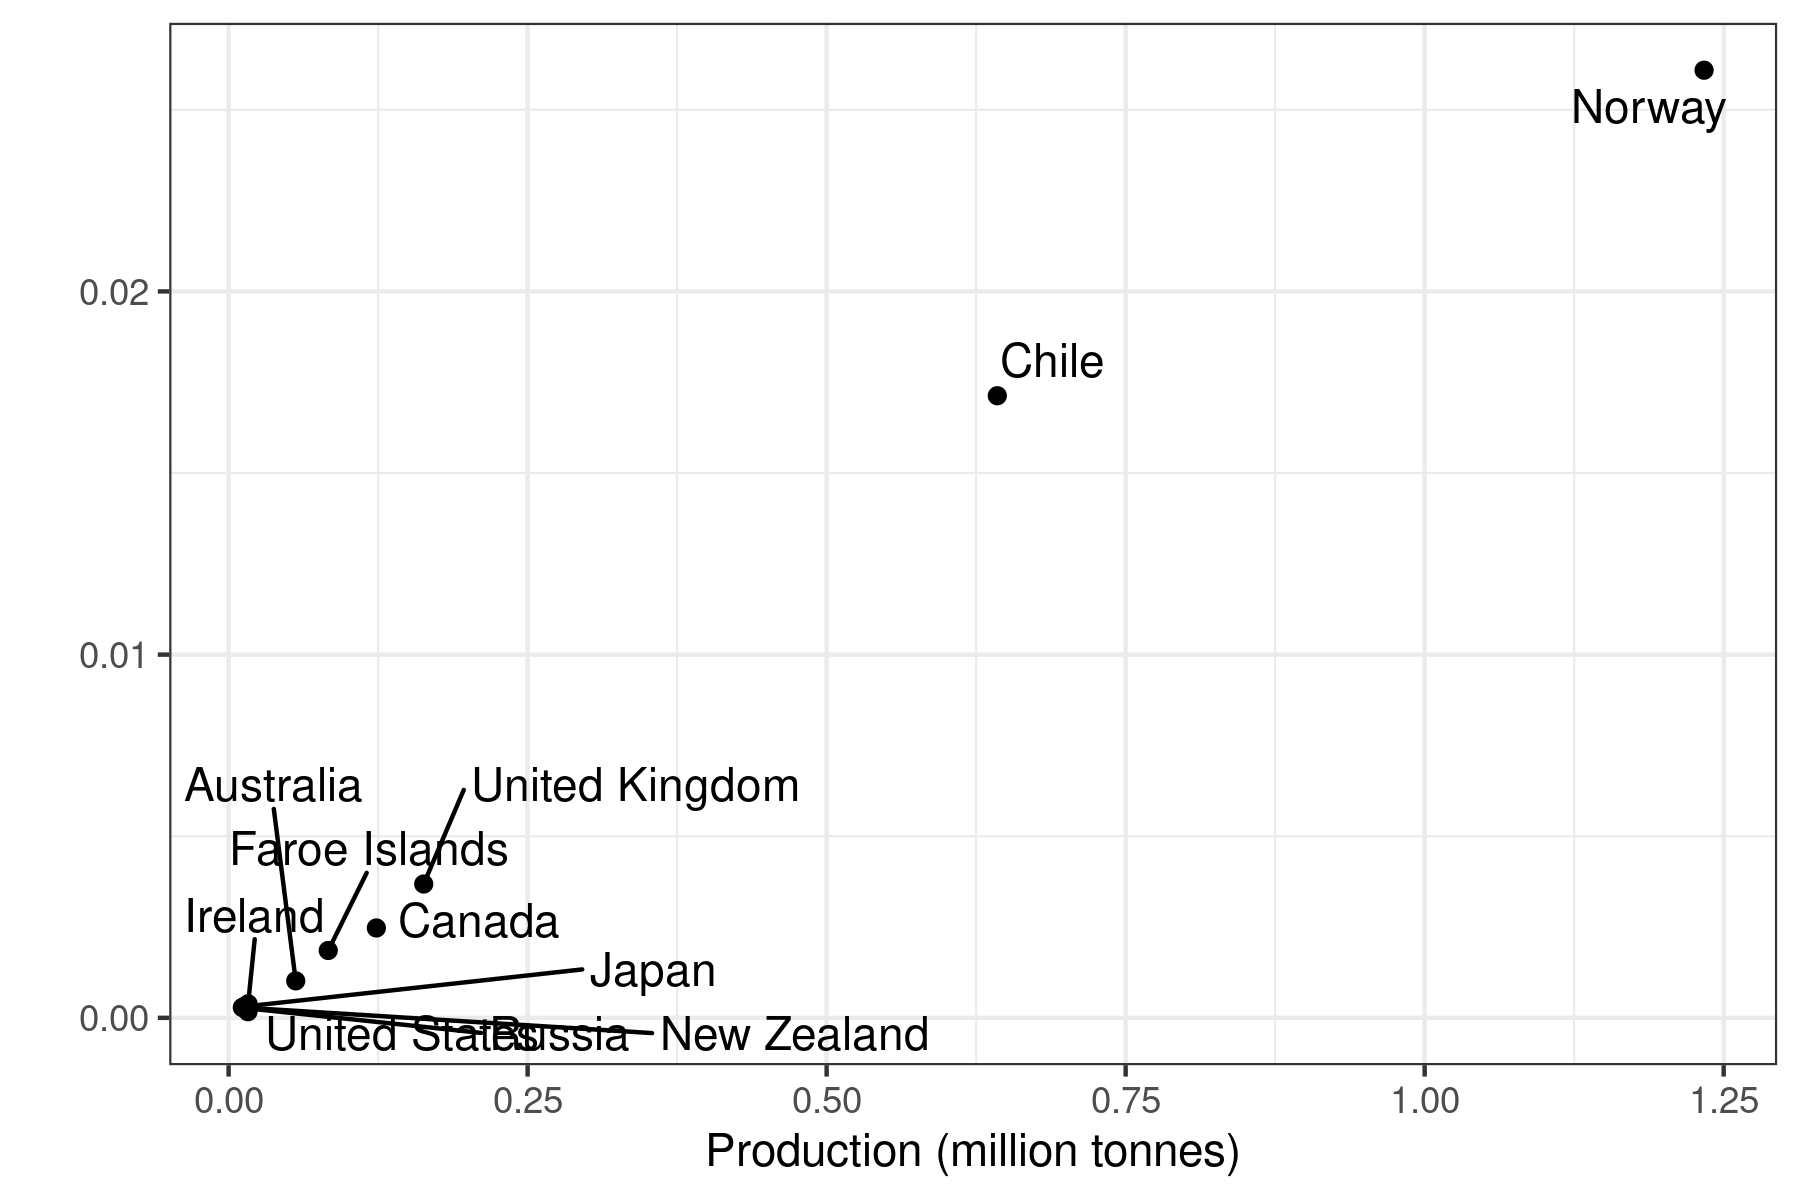 Norway
0.02
Chile
0.01
Australia
United Kingdom
Faroe Islands
Ireland
Canada
Japan
0.00
United States
Russia
New Zealand
0.00 0.25 0.50 0.75 1.00 1.25
Production (million tonnes)